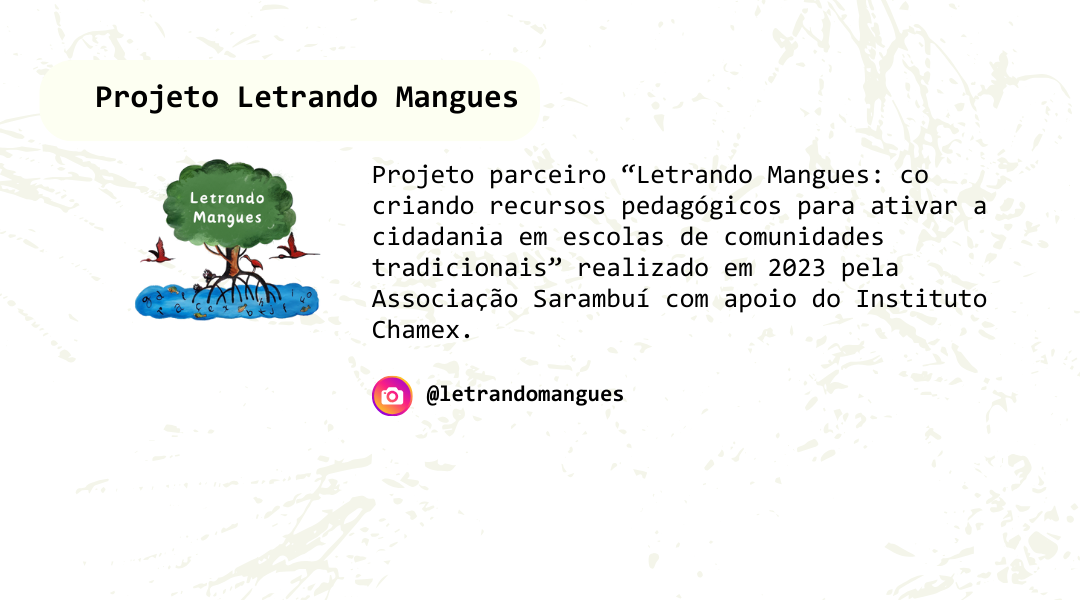 Projeto Letrando Mangues
Letrando
Mangues
Projeto parceiro “Letrando Mangues: co
criando recursos pedagógicos para ativar a
cidadania em escolas de comunidades
tradicionais” realizado em 2023 pela
Associação Sarambuí com apoio do Instituto
Chamex.
@letrandomangues